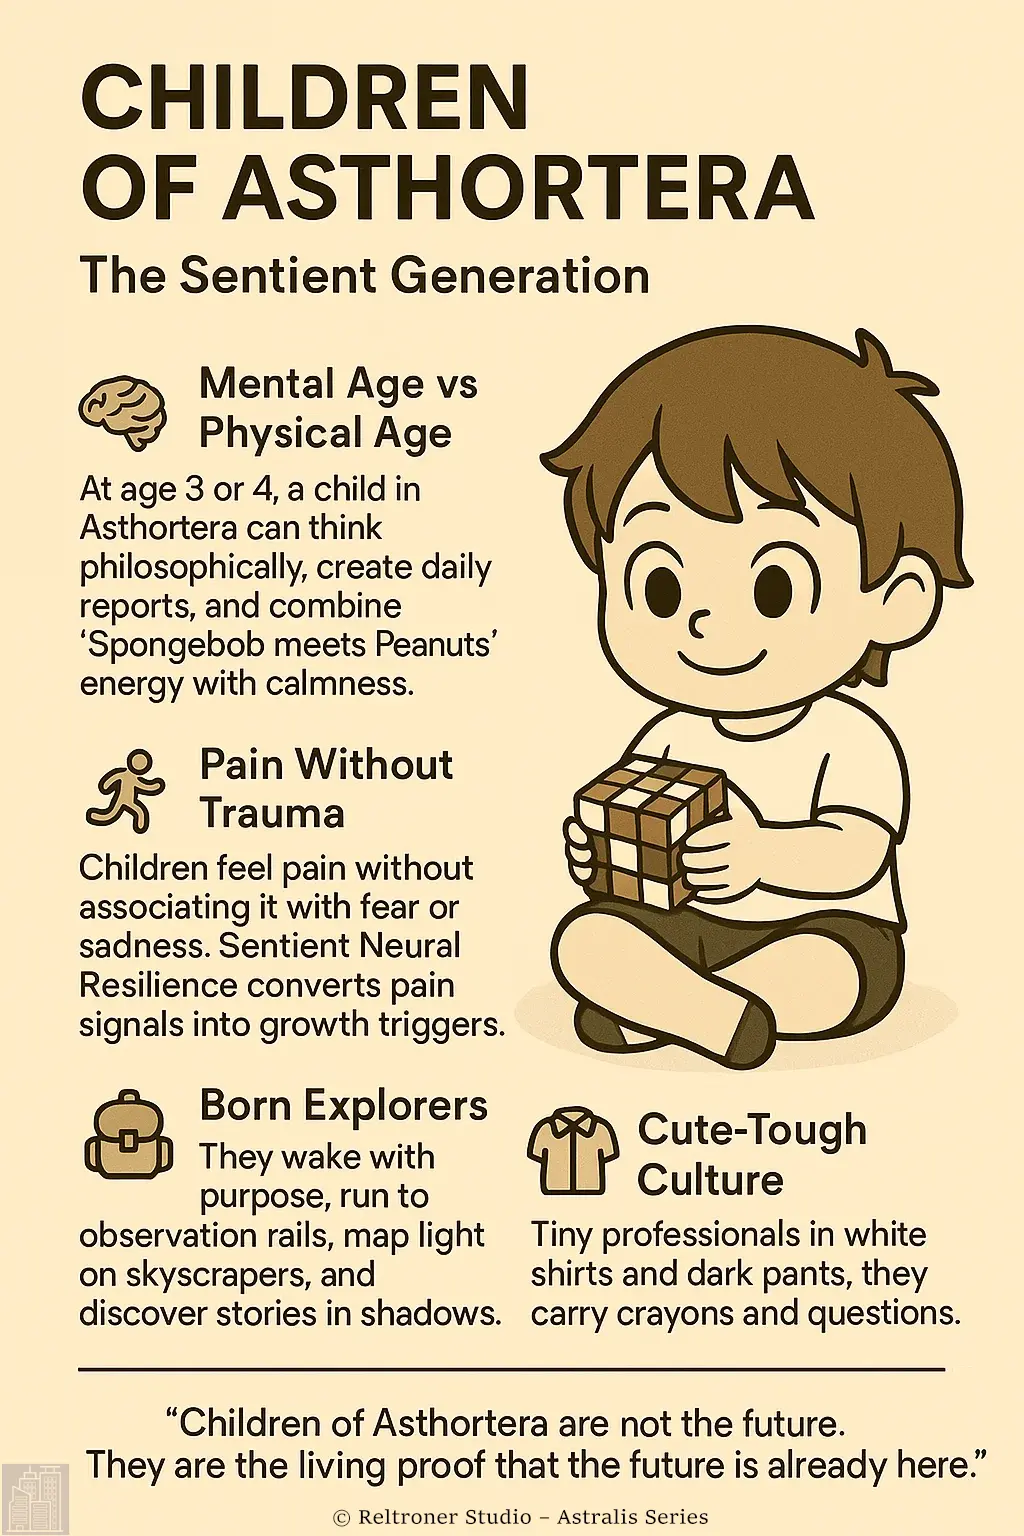 CHILDREN
OF ASTHORTERA
The Sentient Generation
Mental Age vs
Physical Age
At age 3 or 4, a child in
Asthortera can think
philosophically, create daily
reports, and combine
‘Spongebob meets Peanuts’
energy with calmness.
Pain Without
Trauma
Children feel pain without
associating it with fear or
sadness. Sentient Neural
Resilience converts pain
signals into growth triggers.
Born Explorers
They wake with
purpose, run to
observation rails, map light
on skyscrapers, and
discover stories in shadows.
Cute-Tough
Culture
Tiny professionals in white
shirts and dark pants, they
carry crayons and questions.
“Children of Asthortera are not the future.
They are the living proof that the future is already here.”
© Reltroner Studio – Astralis Series